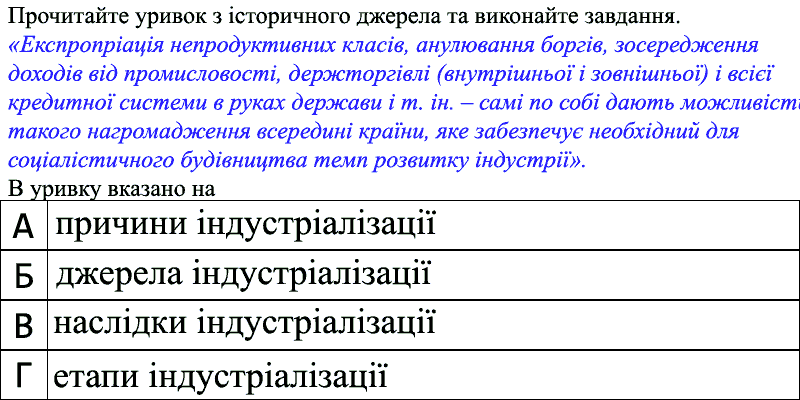 Прочитайте уривок з історичного джерела та виконайте завдання.
«Експропріація непродуктивних класів, анулювання боргів, зосередження
доходів від промисловості, держторгівлі (внутрішньої і зовнішньої) і всієї
кредитної системи в руках держави і т. ін. – самі по собі дають можливість
такого нагромадження всередині країни, яке забезпечує необхідний для
соціалістичного будівництва темп розвитку індустрії».
В уривку вказано на
А причини індустріалізації
Б джерела індустріалізації
В наслідки індустріалізації
Г етапи індустріалізації